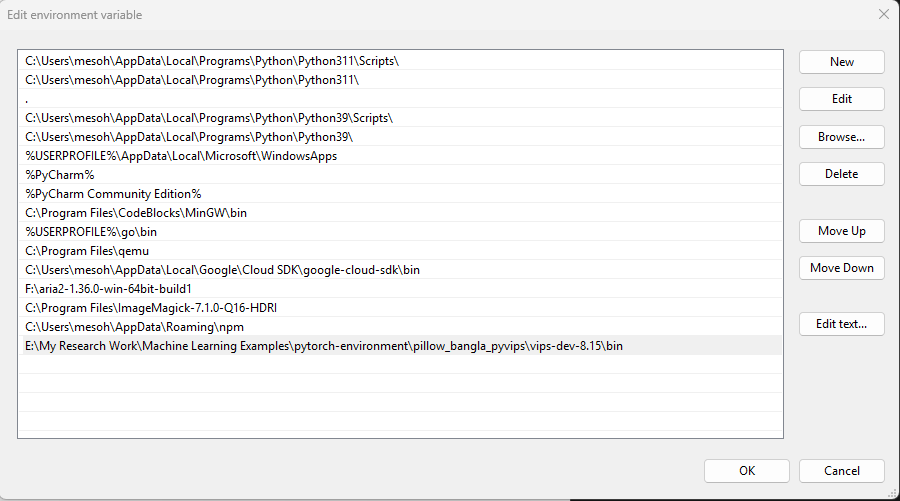 Edit environment variable
C:\Users\mesoh\AppData\Local\Programs\Python\Python311\Scripts\
C:\Users\mesoh\AppData\Local\Programs\Python\Python311\
.
C:\Users\mesoh\AppData\Local\Programs\Python\Python39\Scripts\
C:\Users\mesoh\AppData\Local\Programs\Python\Python39\
%USERPROFILE%\AppData\Local\Microsoft\WindowsApps
%PyCharm%
%PyCharm Community Edition%
C:\Program Files\CodeBlocks\MinGW\bin
%USERPROFILE%\go\bin
C:\Program Files\qemu
C:\Users\mesoh\AppData\Local\Google\Cloud SDK\google-cloud-sdk\bin
F:\aria2-1.36.0-win-64bit-build1
C:\Program Files\ImageMagick-7.1.0-Q16-HDRI
C:\Users\mesoh\AppData\Roaming\npm
E:\My Research Work\Machine Learning Examples\pytorch-environment\pillow_bangla_pyvips\vips-dev-8.15\bin
New
Edit
Browse...
Delete
Move Up
Move Down
Edit text...
OK
Cancel